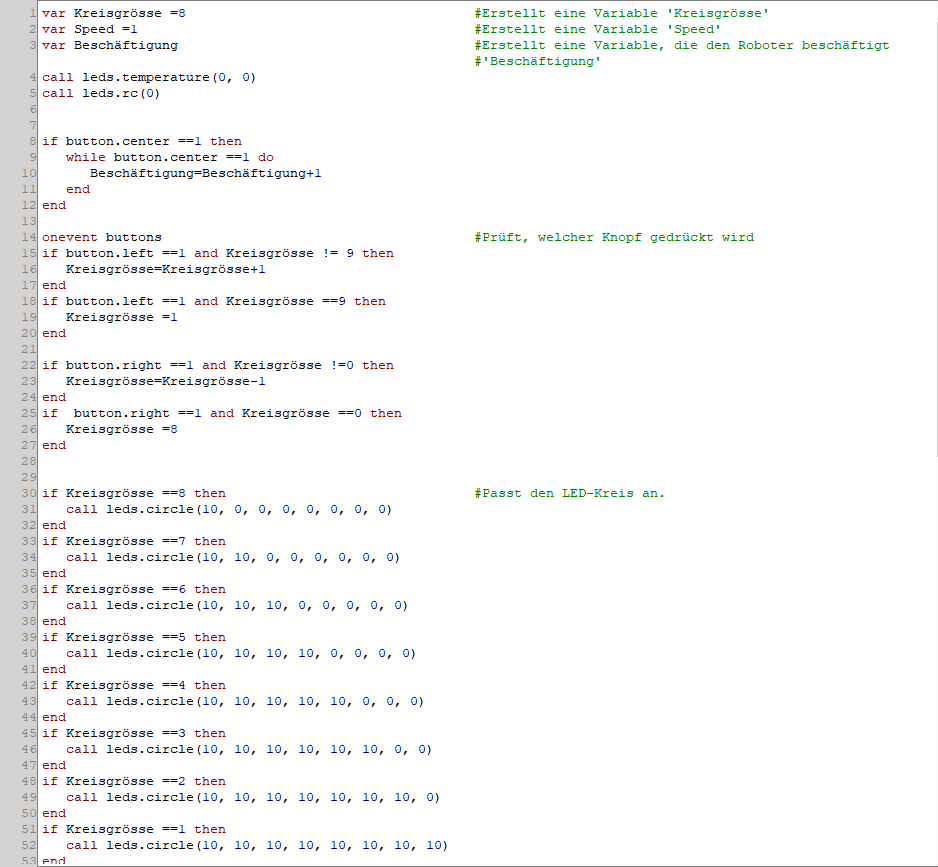 1 var Kreisgrösse =8 #Erstellt eine Variable 'Kreisgrösse'
2 var Speed =1 #Erstellt eine Variable 'Speed'
3 var Beschäftigung #Erstellt eine Variable, die den Roboter beschäftigt
#'Beschäftigung'
4 call leds.temperature(0, 0)
5 call leds.rc(0)
6
7
8 if button.center ==1 then
9 while button.center ==1 do
10 Beschäftigung=Beschäftigung+1
11 end
12 end
13
14 onevent buttons #Prüft, welcher Knopf gedrückt wird
15 if button.left ==1 and Kreisgrösse != 9 then
16 Kreisgrösse=Kreisgrösse+1
17 end
18 if button.left ==1 and Kreisgrösse ==9 then
19 Kreisgrösse =1
20 end
21
22 if button.right ==1 and Kreisgrösse !=0 then
23 Kreisgrösse=Kreisgrösse-1
24 end
25 if  button.right ==1 and Kreisgrösse ==0 then
26 Kreisgrösse =8
27 end
28
29
30 if Kreisgrösse ==8 then #Passt den LED-Kreis an.
31 call leds.circle(10, 0, 0, 0, 0, 0, 0, 0)
32 end
33 if Kreisgrösse ==7 then
34 call leds.circle(10, 10, 0, 0, 0, 0, 0, 0)
35 end
36 if Kreisgrösse ==6 then
37 call leds.circle(10, 10, 10, 0, 0, 0, 0, 0)
38 end
39 if Kreisgrösse ==5 then
40 call leds.circle(10, 10, 10, 10, 0, 0, 0, 0)
41 end
42 if Kreisgrösse ==4 then
43 call leds.circle(10, 10, 10, 10, 10, 0, 0, 0)
44 end
45 if Kreisgrösse ==3 then
46 call leds.circle(10, 10, 10, 10, 10, 10, 0, 0)
47 end
48 if Kreisgrösse ==2 then
49 call leds.circle(10, 10, 10, 10, 10, 10, 10, 0)
50 end
51 if Kreisgrösse ==1 then
52 call leds.circle(10, 10, 10, 10, 10, 10, 10, 10)
53 end